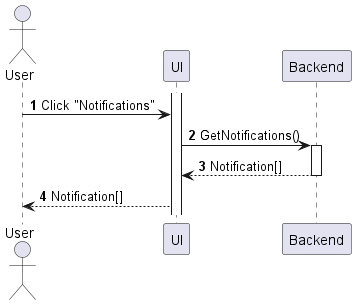 User
UI
Backend
1 Click "Notifications"
2 GetNotifications()
3 Notification[]
4 Notification[]
User
UI
Backend